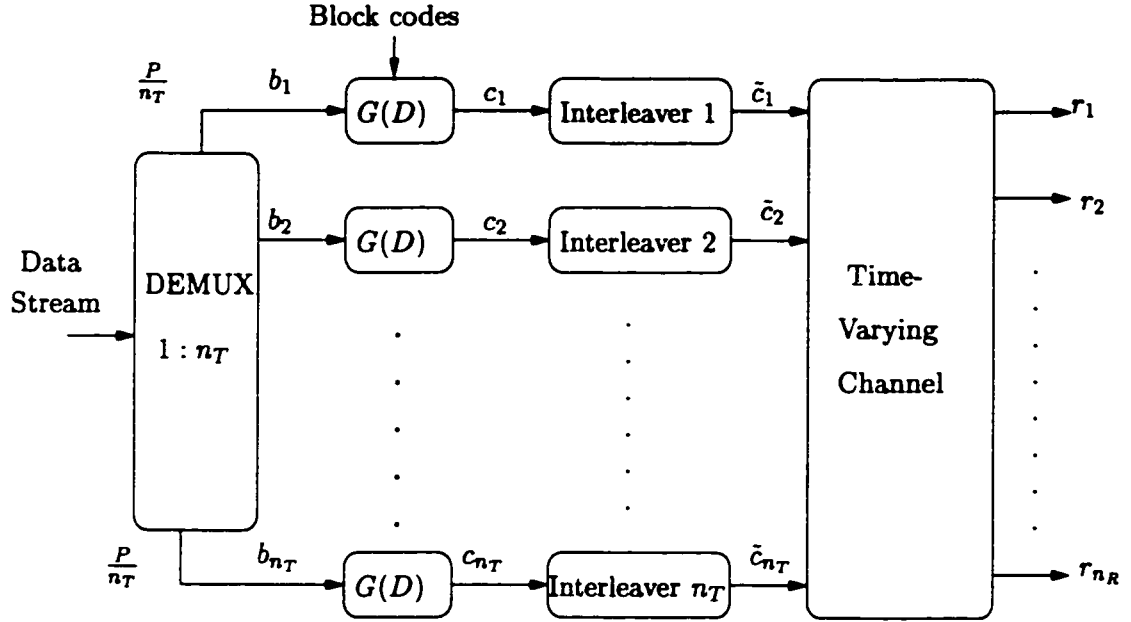 Block codes
P/n_T
b_1
G(D)
c_1
Interleaver 1
c̃_1
r_1
b_2
G(D)
c_2
Interleaver 2
c̃_2
r_2
Data
Stream
DEMUX
1 : n_T
Time-
Varying
Channel
P/n_T
b_{n_T}
G(D)
c_{n_T}
Interleaver n_T
c̃_{n_T}
r_{n_R}